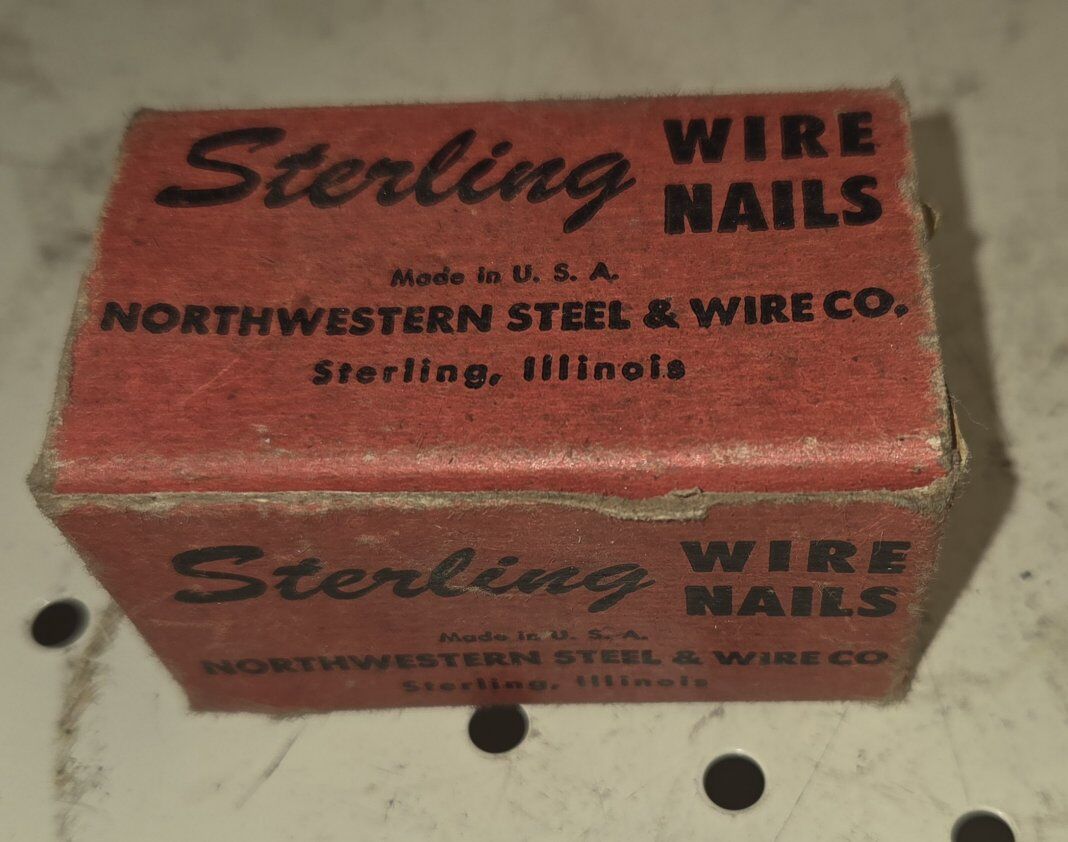 Sterling WIRE NAILS
Made in U. S. A.
NORTHWESTERN STEEL & WIRE CO.
Sterling, Illinois
Sterling WIRE NAILS
Made in U. S. A.
NORTHWESTERN STEEL & WIRE CO
Sterling, Illinois